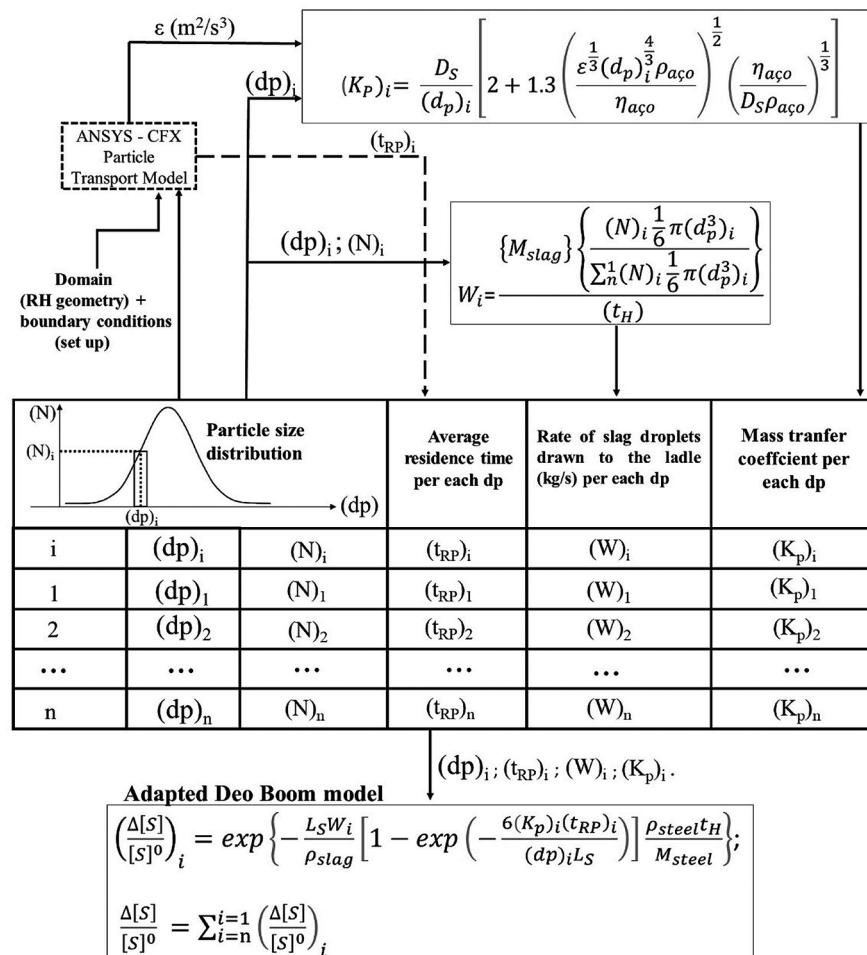 ε (m²/s³)
(K_P)_i = D_S/(d_p)_i [2 + 1.3 (ε^{1/3}(d_p)_i^{4/3}ρ_aço/η_aço)^{1/2} (η_aço/D_Sρ_aço)^{1/3}]
(dp)_i
ANSYS - CFX
Particle
Transport Model
(t_RP)_i
(dp)_i ; (N)_i
W_i = {M_slag} {(N)_i 1/6 π(d_p^3)_i / ∑_n^1(N)_i 1/6 π(d_p^3)_i} / (t_H)
Domain
(RH geometry) +
boundary conditions
(set up)
(N)
(N)_i
(dp)_i
(dp)
Particle size
distribution
Average
residence time
per each dp
Rate of slag droplets
drawn to the ladle
(kg/s) per each dp
Mass tranfer
coeffcient per
each dp
i (dp)_i (N)_i (t_RP)_i (W)_i (K_p)_i
1 (dp)_1 (N)_1 (t_RP)_1 (W)_1 (K_p)_1
2 (dp)_2 (N)_2 (t_RP)_2 (W)_2 (K_p)_2
... ... ... ... ... ...
n (dp)_n (N)_n (t_RP)_n (W)_n (K_p)_n
(dp)_i ; (t_RP)_i ; (W)_i ; (K_p)_i .
Adapted Deo Boom model
(Δ[S]/[S]⁰)_i = exp {− L_SW_i/ρ_slag [1 − exp (− 6(K_p)_i(t_RP)_i/(dp)_iL_S)] ρ_steel t_H/M_steel};
Δ[S]/[S]⁰ = ∑_{i=n}^{i=1} (Δ[S]/[S]⁰)_i